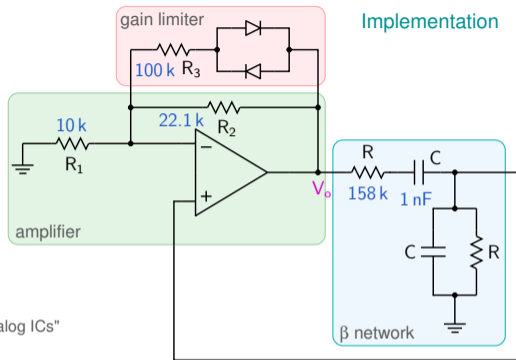 gain limiter
Implementation
100 k R3
10 k
22.1 k R2
R1
−
+
Vo
amplifier
R
C
158 k 1 nF
C
R
alog ICs"
β network